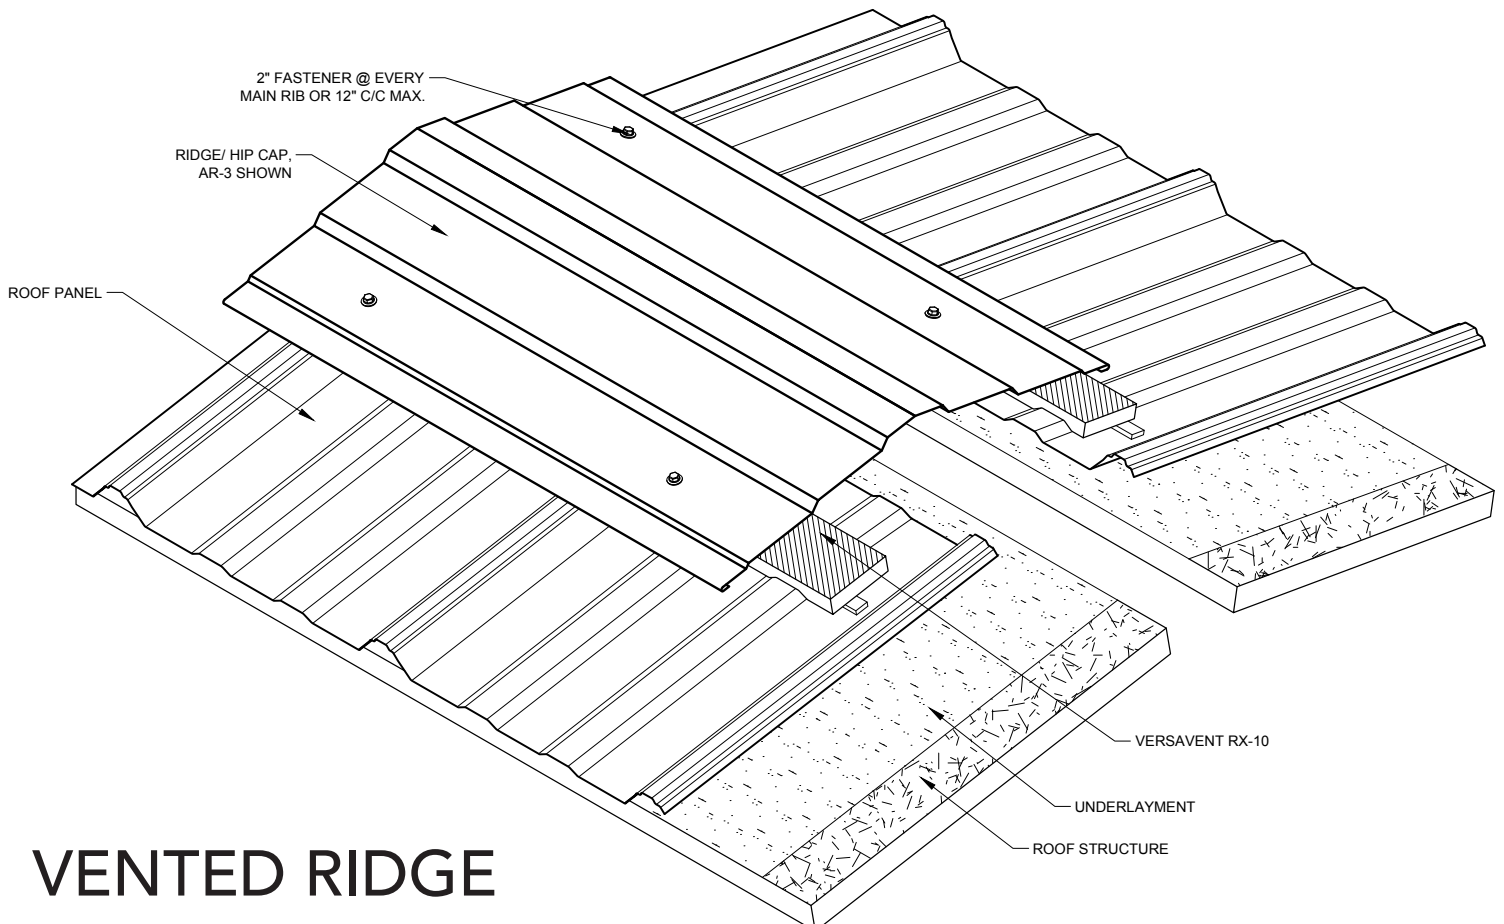 2" FASTENER @ EVERY
MAIN RIB OR 12" C/C MAX.
RIDGE/ HIP CAP,
AR-3 SHOWN
ROOF PANEL
VERSAVENT RX-10
UNDERLAYMENT
ROOF STRUCTURE
VENTED RIDGE